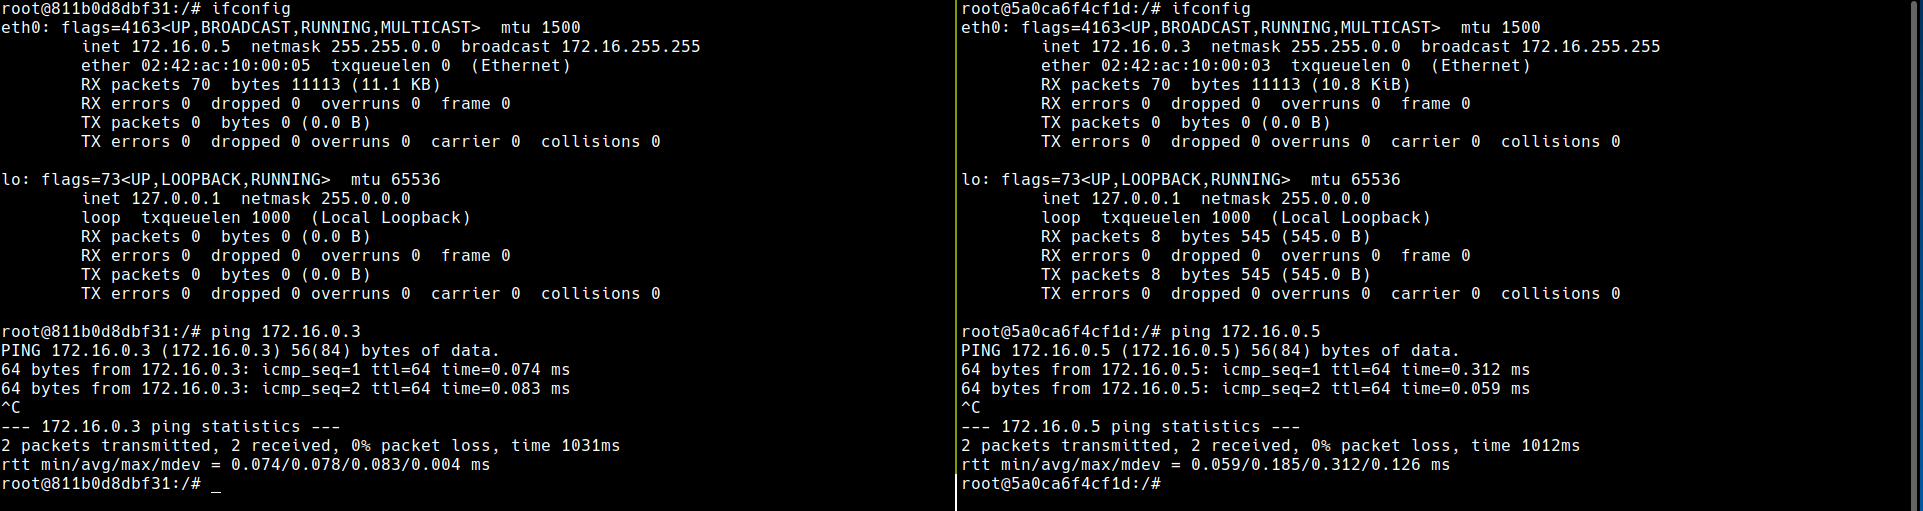 root@811b0d8dbf31:/# ifconfig
eth0: flags=4163<UP,BROADCAST,RUNNING,MULTICAST>  mtu 1500
        inet 172.16.0.5  netmask 255.255.0.0  broadcast 172.16.255.255
        ether 02:42:ac:10:00:05  txqueuelen 0  (Ethernet)
        RX packets 70  bytes 11113 (11.1 KB)
        RX errors 0  dropped 0  overruns 0  frame 0
        TX packets 0  bytes 0 (0.0 B)
        TX errors 0  dropped 0 overruns 0  carrier 0  collisions 0

lo: flags=73<UP,LOOPBACK,RUNNING>  mtu 65536
        inet 127.0.0.1  netmask 255.0.0.0
        loop  txqueuelen 1000  (Local Loopback)
        RX packets 0  bytes 0 (0.0 B)
        RX errors 0  dropped 0  overruns 0  frame 0
        TX packets 0  bytes 0 (0.0 B)
        TX errors 0  dropped 0 overruns 0  carrier 0  collisions 0

root@811b0d8dbf31:/# ping 172.16.0.3
PING 172.16.0.3 (172.16.0.3) 56(84) bytes of data.
64 bytes from 172.16.0.3: icmp_seq=1 ttl=64 time=0.074 ms
64 bytes from 172.16.0.3: icmp_seq=2 ttl=64 time=0.083 ms
^C
--- 172.16.0.3 ping statistics ---
2 packets transmitted, 2 received, 0% packet loss, time 1031ms
rtt min/avg/max/mdev = 0.074/0.078/0.083/0.004 ms
root@811b0d8dbf31:/# _
root@5a0ca6f4cf1d:/# ifconfig
eth0: flags=4163<UP,BROADCAST,RUNNING,MULTICAST>  mtu 1500
        inet 172.16.0.3  netmask 255.255.0.0  broadcast 172.16.255.255
        ether 02:42:ac:10:00:03  txqueuelen 0  (Ethernet)
        RX packets 70  bytes 11113 (10.8 KiB)
        RX errors 0  dropped 0  overruns 0  frame 0
        TX packets 0  bytes 0 (0.0 B)
        TX errors 0  dropped 0 overruns 0  carrier 0  collisions 0

lo: flags=73<UP,LOOPBACK,RUNNING>  mtu 65536
        inet 127.0.0.1  netmask 255.0.0.0
        loop  txqueuelen 1000  (Local Loopback)
        RX packets 8  bytes 545 (545.0 B)
        RX errors 0  dropped 0  overruns 0  frame 0
        TX packets 8  bytes 545 (545.0 B)
        TX errors 0  dropped 0 overruns 0  carrier 0  collisions 0

root@5a0ca6f4cf1d:/# ping 172.16.0.5
PING 172.16.0.5 (172.16.0.5) 56(84) bytes of data.
64 bytes from 172.16.0.5: icmp_seq=1 ttl=64 time=0.312 ms
64 bytes from 172.16.0.5: icmp_seq=2 ttl=64 time=0.059 ms
^C
--- 172.16.0.5 ping statistics ---
2 packets transmitted, 2 received, 0% packet loss, time 1012ms
rtt min/avg/max/mdev = 0.059/0.185/0.312/0.126 ms
root@5a0ca6f4cf1d:/#